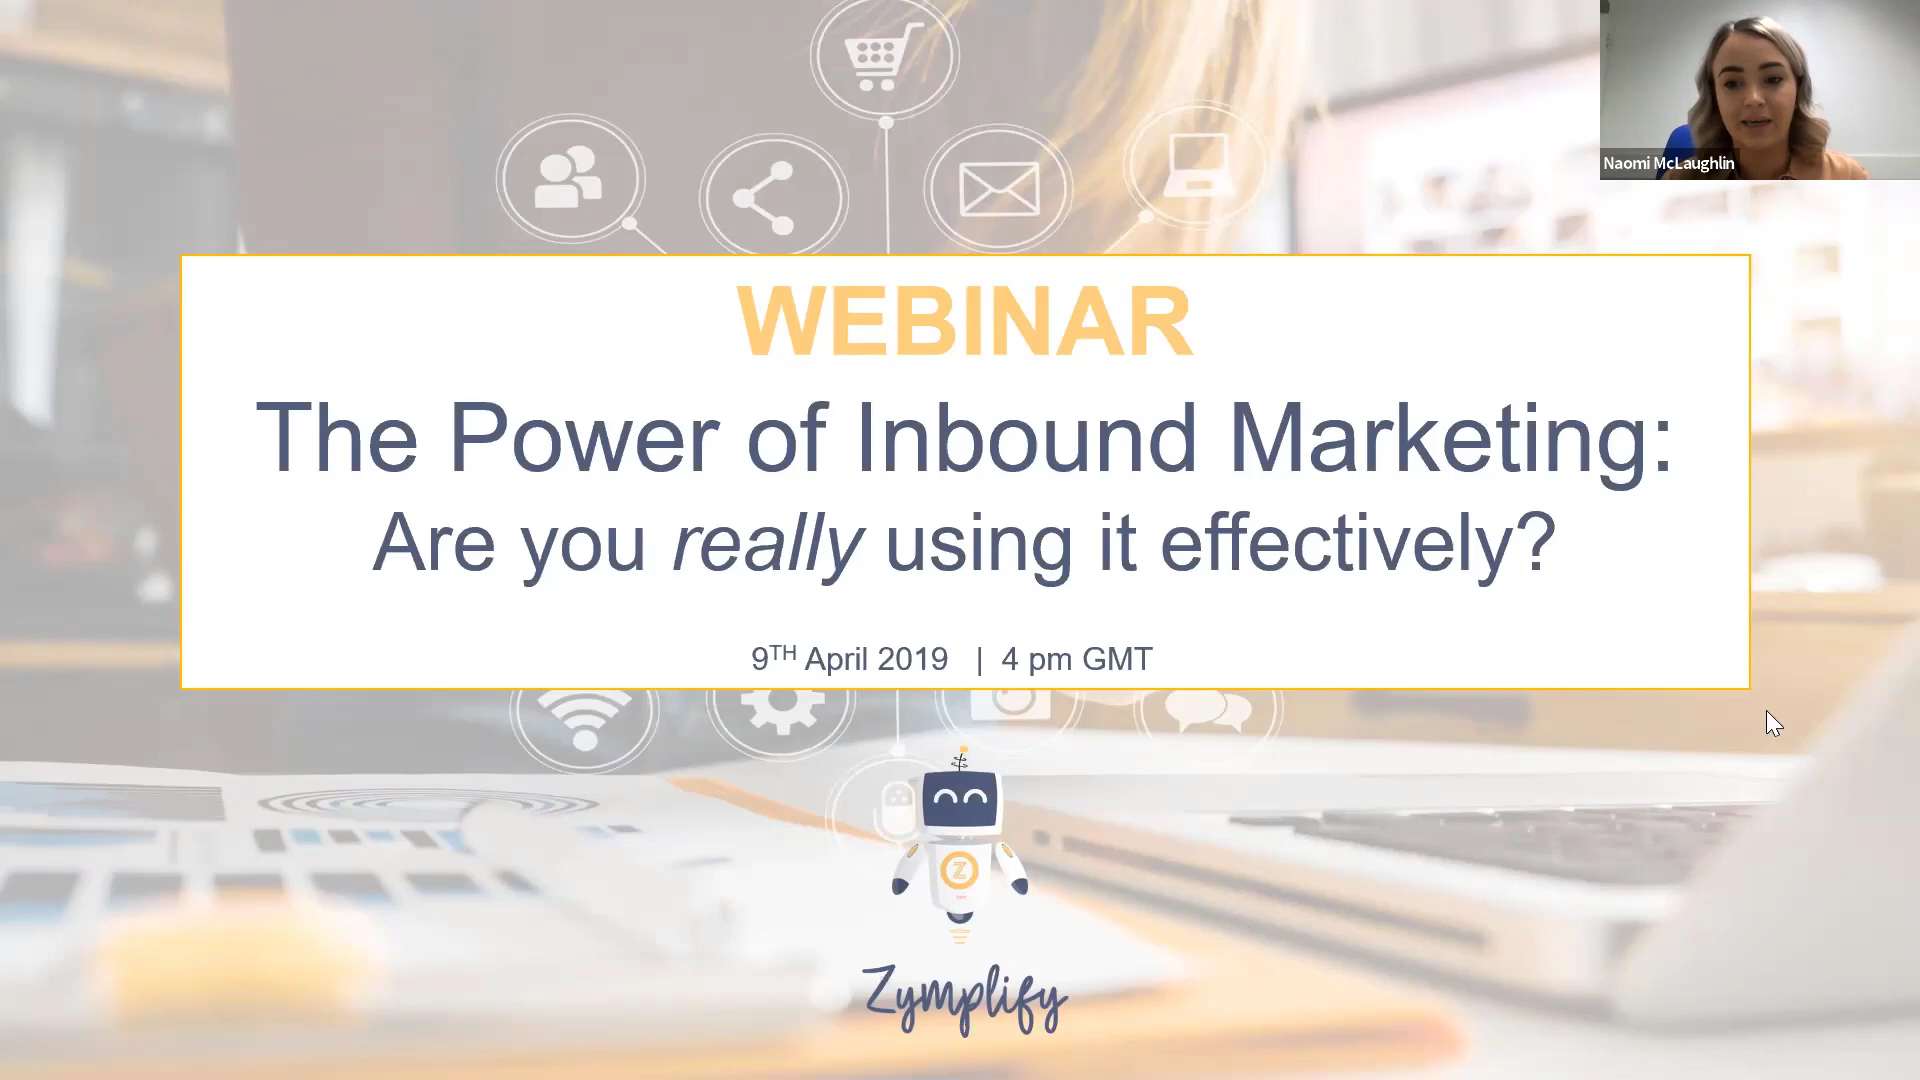 Naomi McLaughlin
WEBINAR
The Power of Inbound Marketing:
Are you really using it effectively?
9TH April 2019 | 4 pm GMT
Z
Zymplify